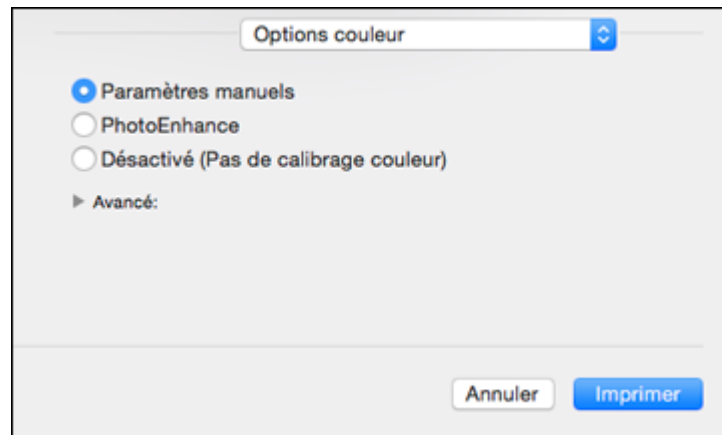 Options couleur
Paramètres manuels
PhotoEnhance
Désactivé (Pas de calibrage couleur)
Avancé:
Annuler
Imprimer